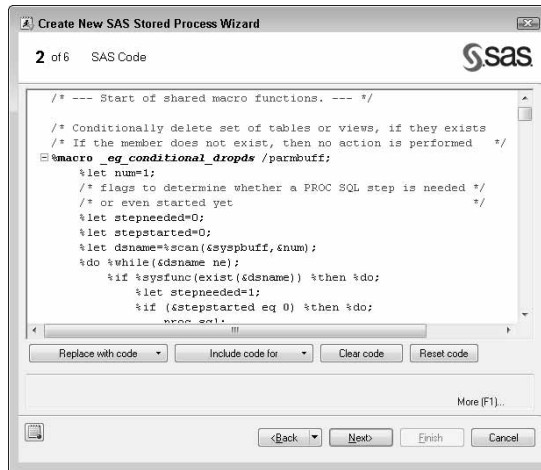 Create New SAS Stored Process Wizard
2 of 6 SAS Code
sas
/* --- Start of shared macro functions. --- */
/* Conditionally delete set of tables or views, if they exists
/* If the member does not exist, then no action is performed */
%macro _eg_conditional_dropds /parmbuff;
%let num=1;
/* flags to determine whether a PROC SQL step is needed */
/* or even started yet */
%let stepneeded=0;
%let stepstarted=0;
%let dsname=%scan(&syspbuff,&num);
%do %while(&dsname ne);
%if %sysfunc(exist(&dsname)) %then %do;
%let stepneeded=1;
%if (&stepstarted eq 0) %then %do;
proc sql;
Replace with code Include code for Clear code Reset code
More (F1)...
<Back Next> Finish Cancel